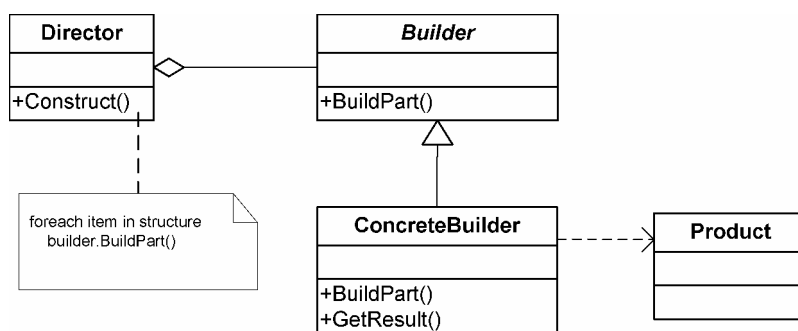 Director
+Construct()
Builder
+BuildPart()
foreach item in structure
builder.BuildPart()
ConcreteBuilder
+BuildPart()
+GetResult()
Product